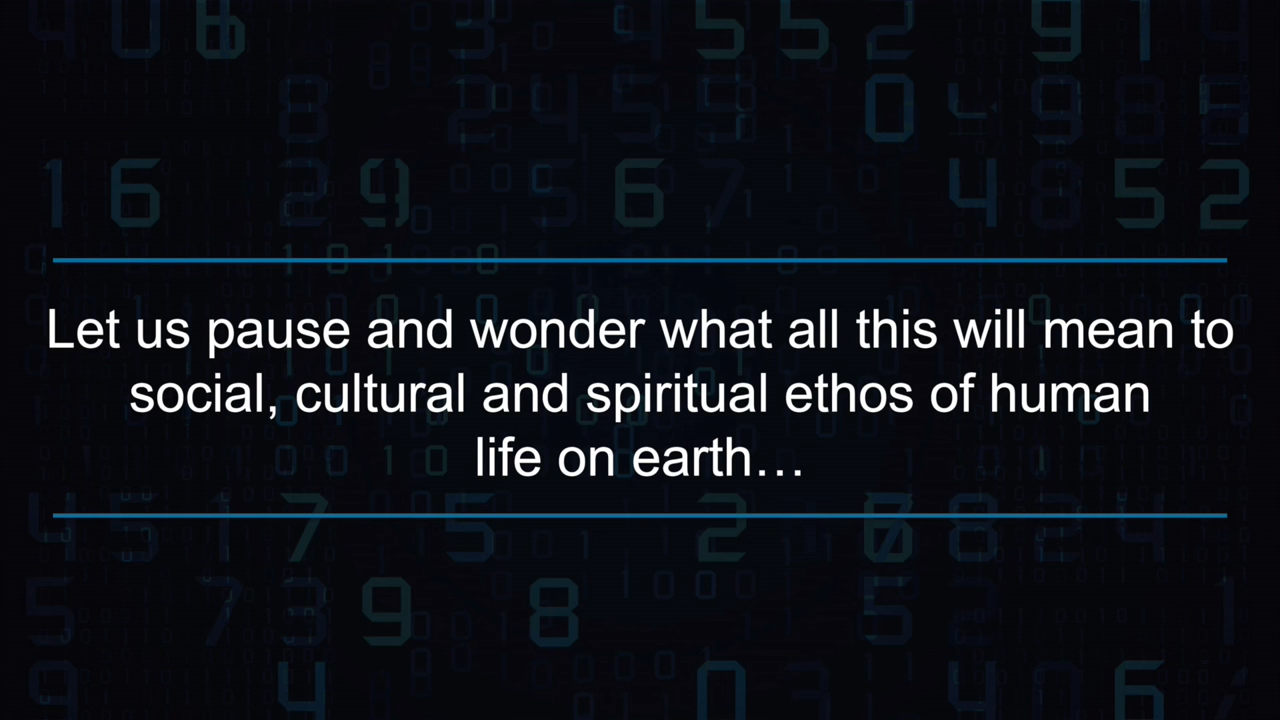 Let us pause and wonder what all this will mean to
social, cultural and spiritual ethos of human
life on earth…